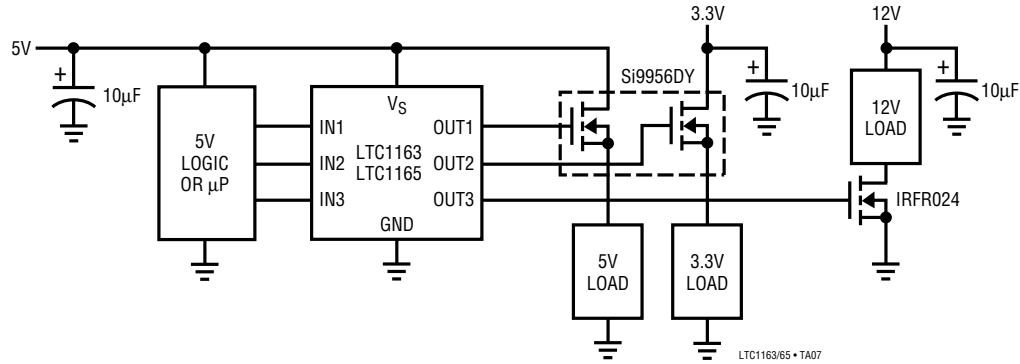 3.3V
12V
5V
+
10µF
Si9956DY
+
10µF
+
10µF
5V
LOGIC
OR µP
VS
IN1
IN2
IN3
LTC1163
LTC1165
OUT1
OUT2
OUT3
GND
12V
LOAD
IRFR024
5V
LOAD
3.3V
LOAD
LTC1163/65 • TA07